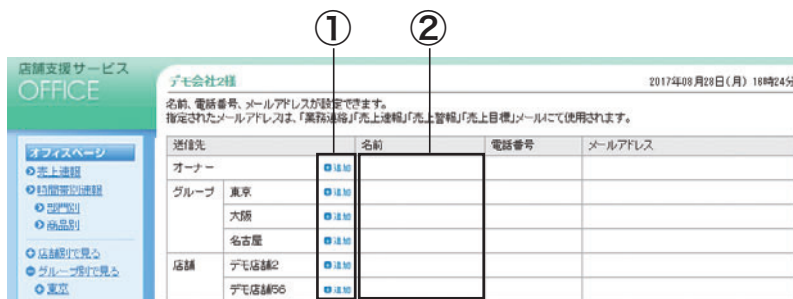 ① ②
店舗支援サービス
OFFICE
デモ会社2様 2017年08月28日(月) 16時24分
名前、電話番号、メールアドレスが設定できます。
指定されたメールアドレスは、「業務連絡」「売上速報」「売上警報」「売上目標」メールにて使用されます。
送信先 名前 電話番号 メールアドレス
オーナー 追加
グループ 東京 追加
大阪 追加
名古屋 追加
店舗 デモ店舗2 追加
デモ店舗56 追加
オフィスページ
売上速報
時間帯別速報
部門別
商品別
店舗別で見る
グループ別で見る
東京